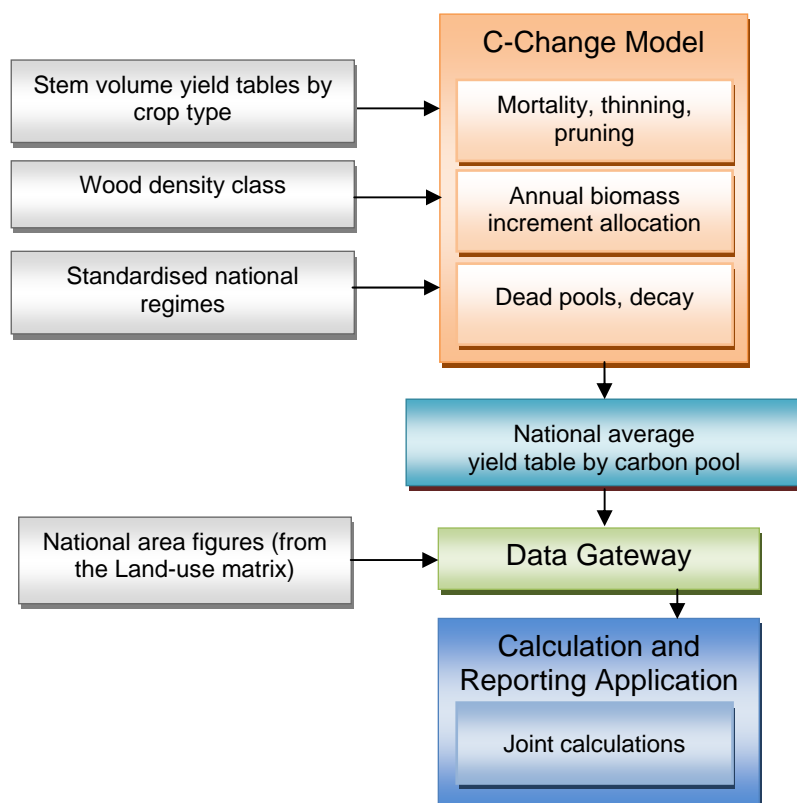 C-Change Model
Stem volume yield tables by
crop type
Mortality, thinning,
pruning
Wood density class
Annual biomass
increment allocation
Standardised national
regimes
Dead pools, decay
National average
yield table by carbon pool
National area figures (from
the Land-use matrix)
Data Gateway
Calculation and
Reporting Application
Joint calculations